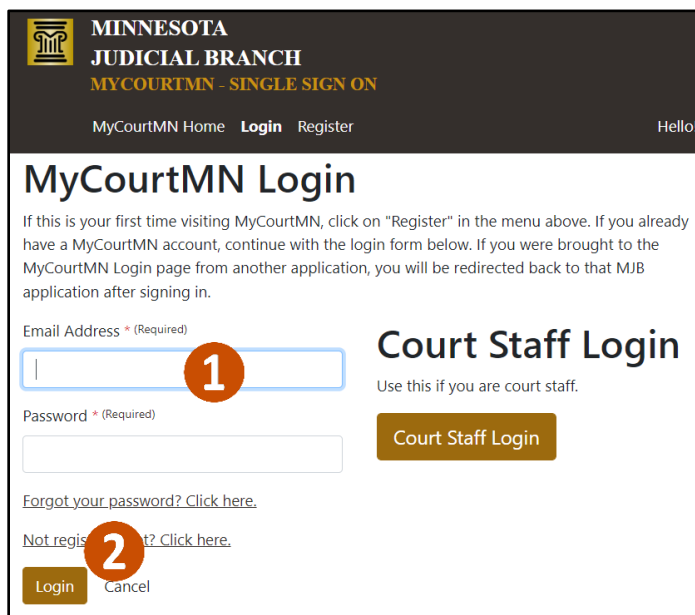 MINNESOTA
JUDICIAL BRANCH
MYCOURTMN - SINGLE SIGN ON
MyCourtMN Home Login Register Hello
MyCourtMN Login
If this is your first time visiting MyCourtMN, click on "Register" in the menu above. If you already
have a MyCourtMN account, continue with the login form below. If you were brought to the
MyCourtMN Login page from another application, you will be redirected back to that MJB
application after signing in.
Email Address * (Required)
1
Password * (Required)
Forgot your password? Click here.
Not regis t? Click here.
2
Login Cancel
Court Staff Login
Use this if you are court staff.
Court Staff Login